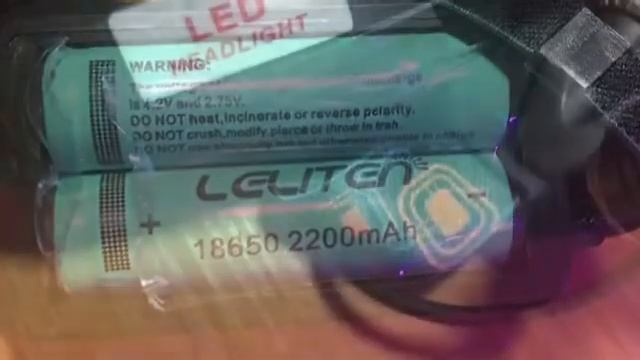 LED
HEADLIGHT
WARNING:
is 4.2V and 2.75V.
DO NOT heat,incinerate or reverse polarity.
DO NOT crush,modify,pierce or throw in trah.
LELITEN
+ -
18650 2200mAh